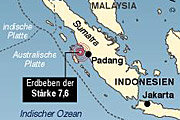 MALAYSIA
indische
Platte
Sumatra
Australische
Platte
Padang
Erdbeben der
Stärke 7,6
INDONESIEN
Jakarta
Indischer Ozean